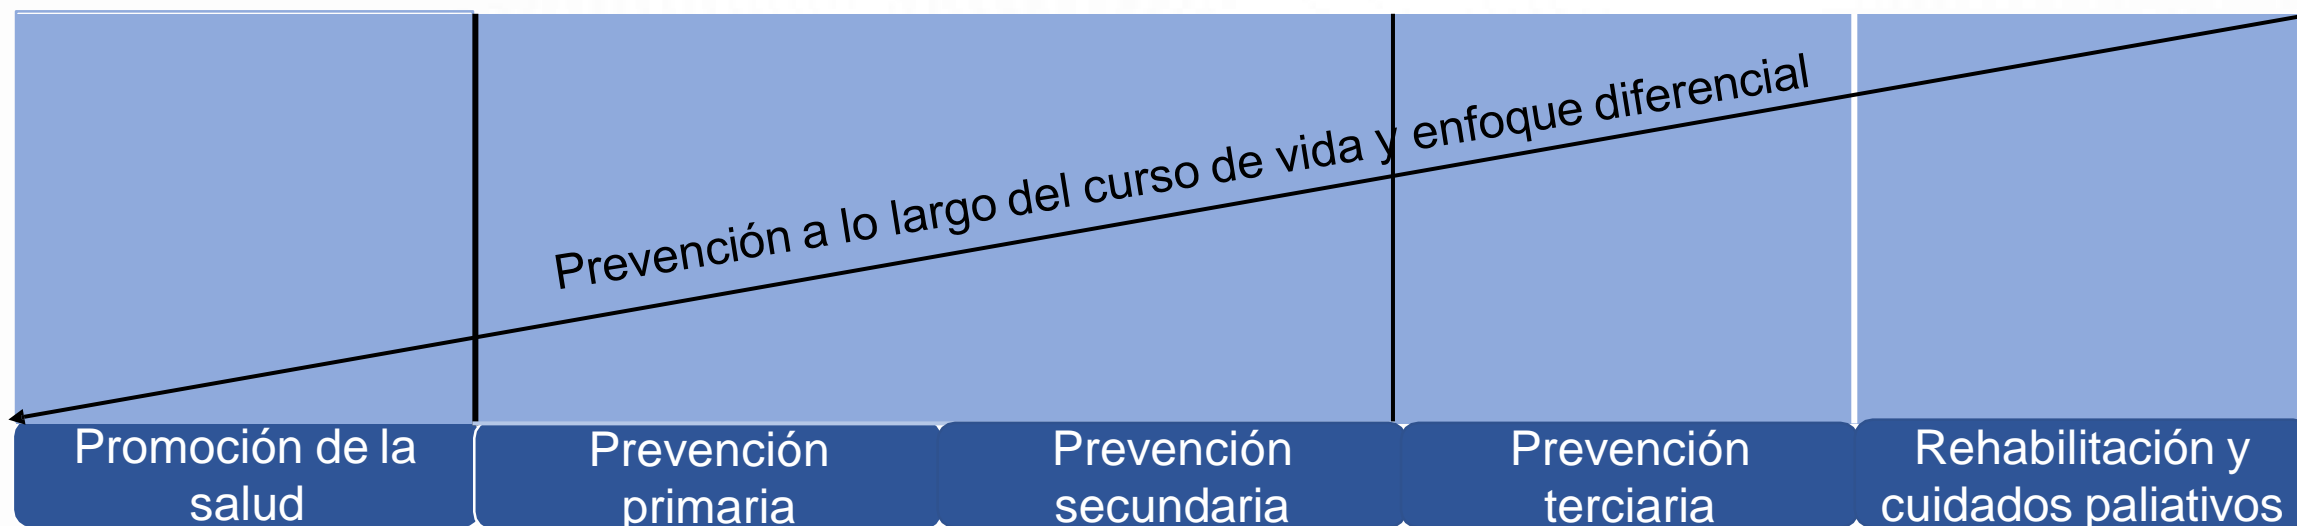 Prevención a lo largo del curso de vida y enfoque diferencial
Promoción de la
salud
Prevención
primaria
Prevención
secundaria
Prevención
terciaria
Rehabilitación y
cuidados paliativos